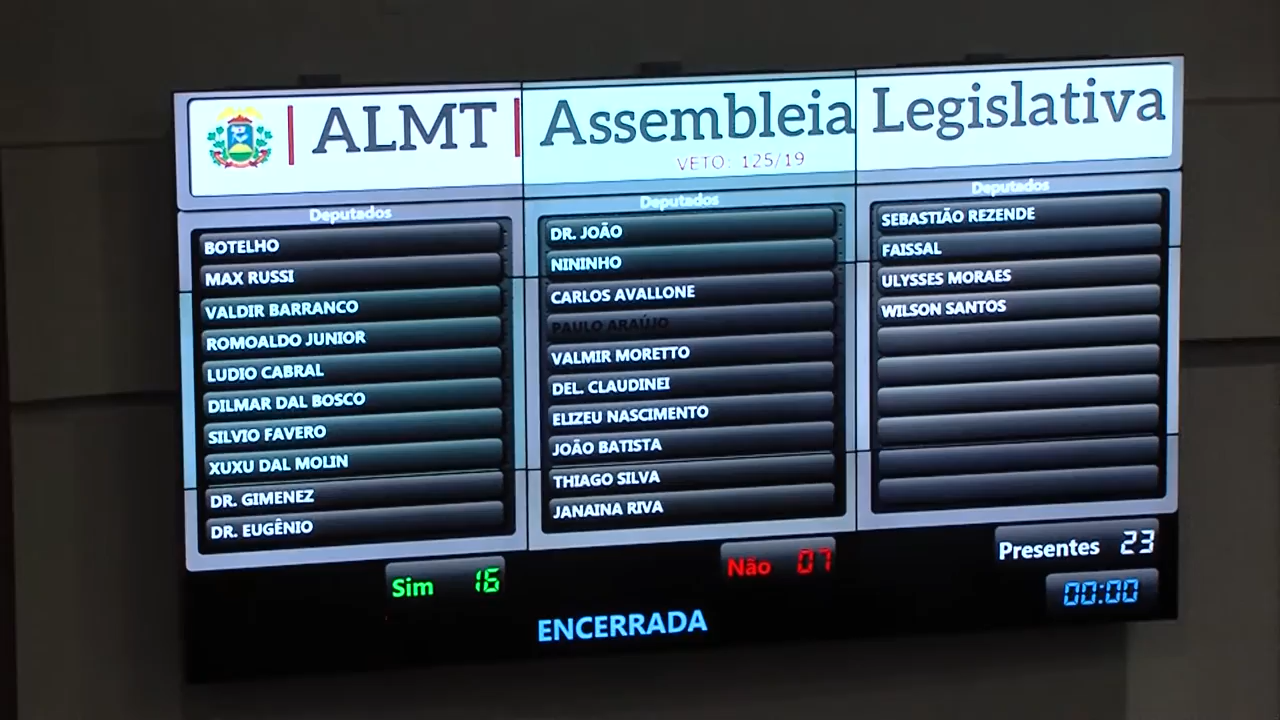 ALMT Assembleia Legislativa
VETO: 125/19
Deputados
BOTELHO
MAX RUSSI
VALDIR BARRANCO
ROMOALDO JUNIOR
LUDIO CABRAL
DILMAR DAL BOSCO
SILVIO FAVERO
XUXU DAL MOLIN
DR. GIMENEZ
DR. EUGÊNIO
Deputados
DR. JOÃO
NININHO
CARLOS AVALLONE
PAULO ARAÚJO
VALMIR MORETTO
DEL. CLAUDINEI
ELIZEU NASCIMENTO
JOÃO BATISTA
THIAGO SILVA
JANAINA RIVA
Deputados
SEBASTIÃO REZENDE
FAISSAL
ULYSSES MORAES
WILSON SANTOS
Sim 16
Não 07
Presentes 23
00:00
ENCERRADA